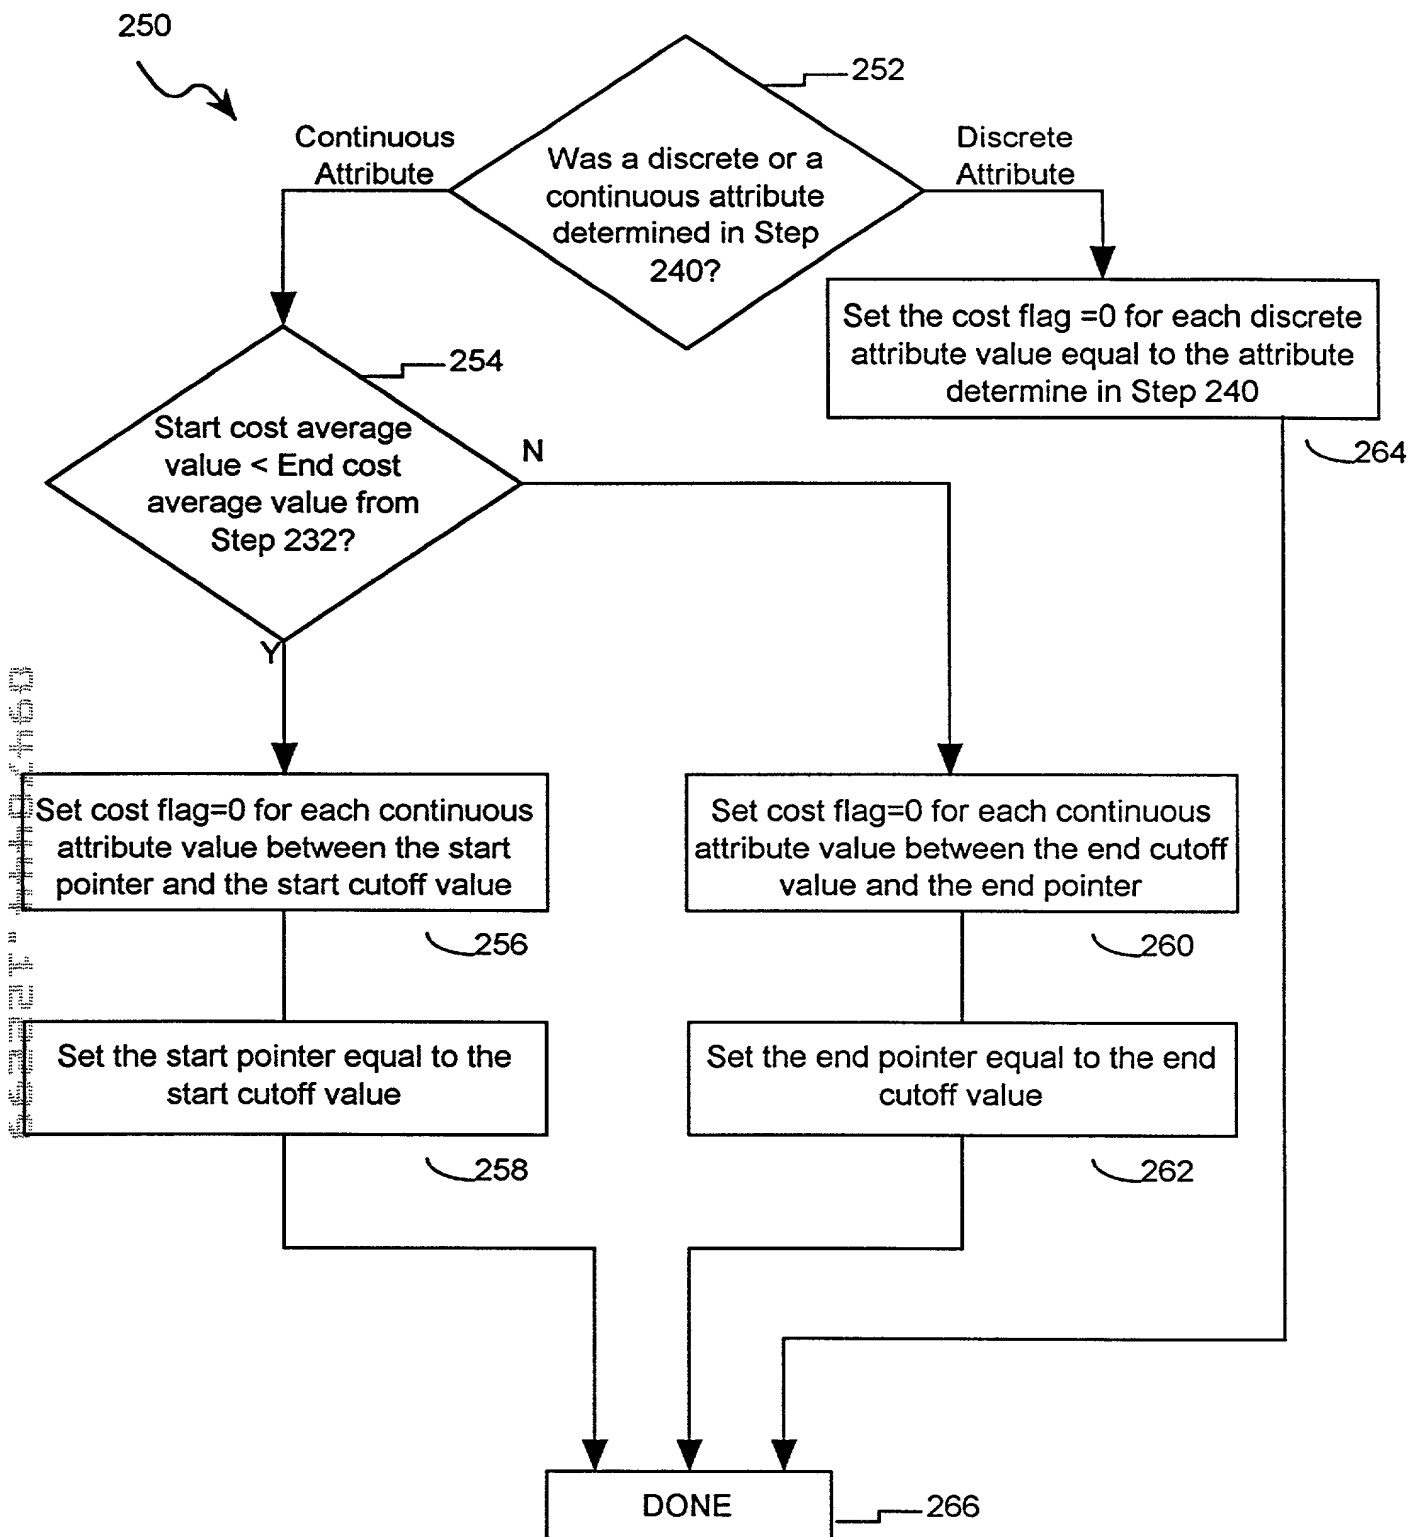 250
252
Continuous
Attribute
Discrete
Attribute
Was a discrete or a
continuous attribute
determined in Step
240?
Set the cost flag =0 for each discrete
attribute value equal to the attribute
determine in Step 240
264
254
Start cost average
value < End cost
average value from
Step 232?
N
Y
Set cost flag=0 for each continuous
attribute value between the start
pointer and the start cutoff value
256
Set cost flag=0 for each continuous
attribute value between the end cutoff
value and the end pointer
260
Set the start pointer equal to the
start cutoff value
258
Set the end pointer equal to the end
cutoff value
262
DONE
266